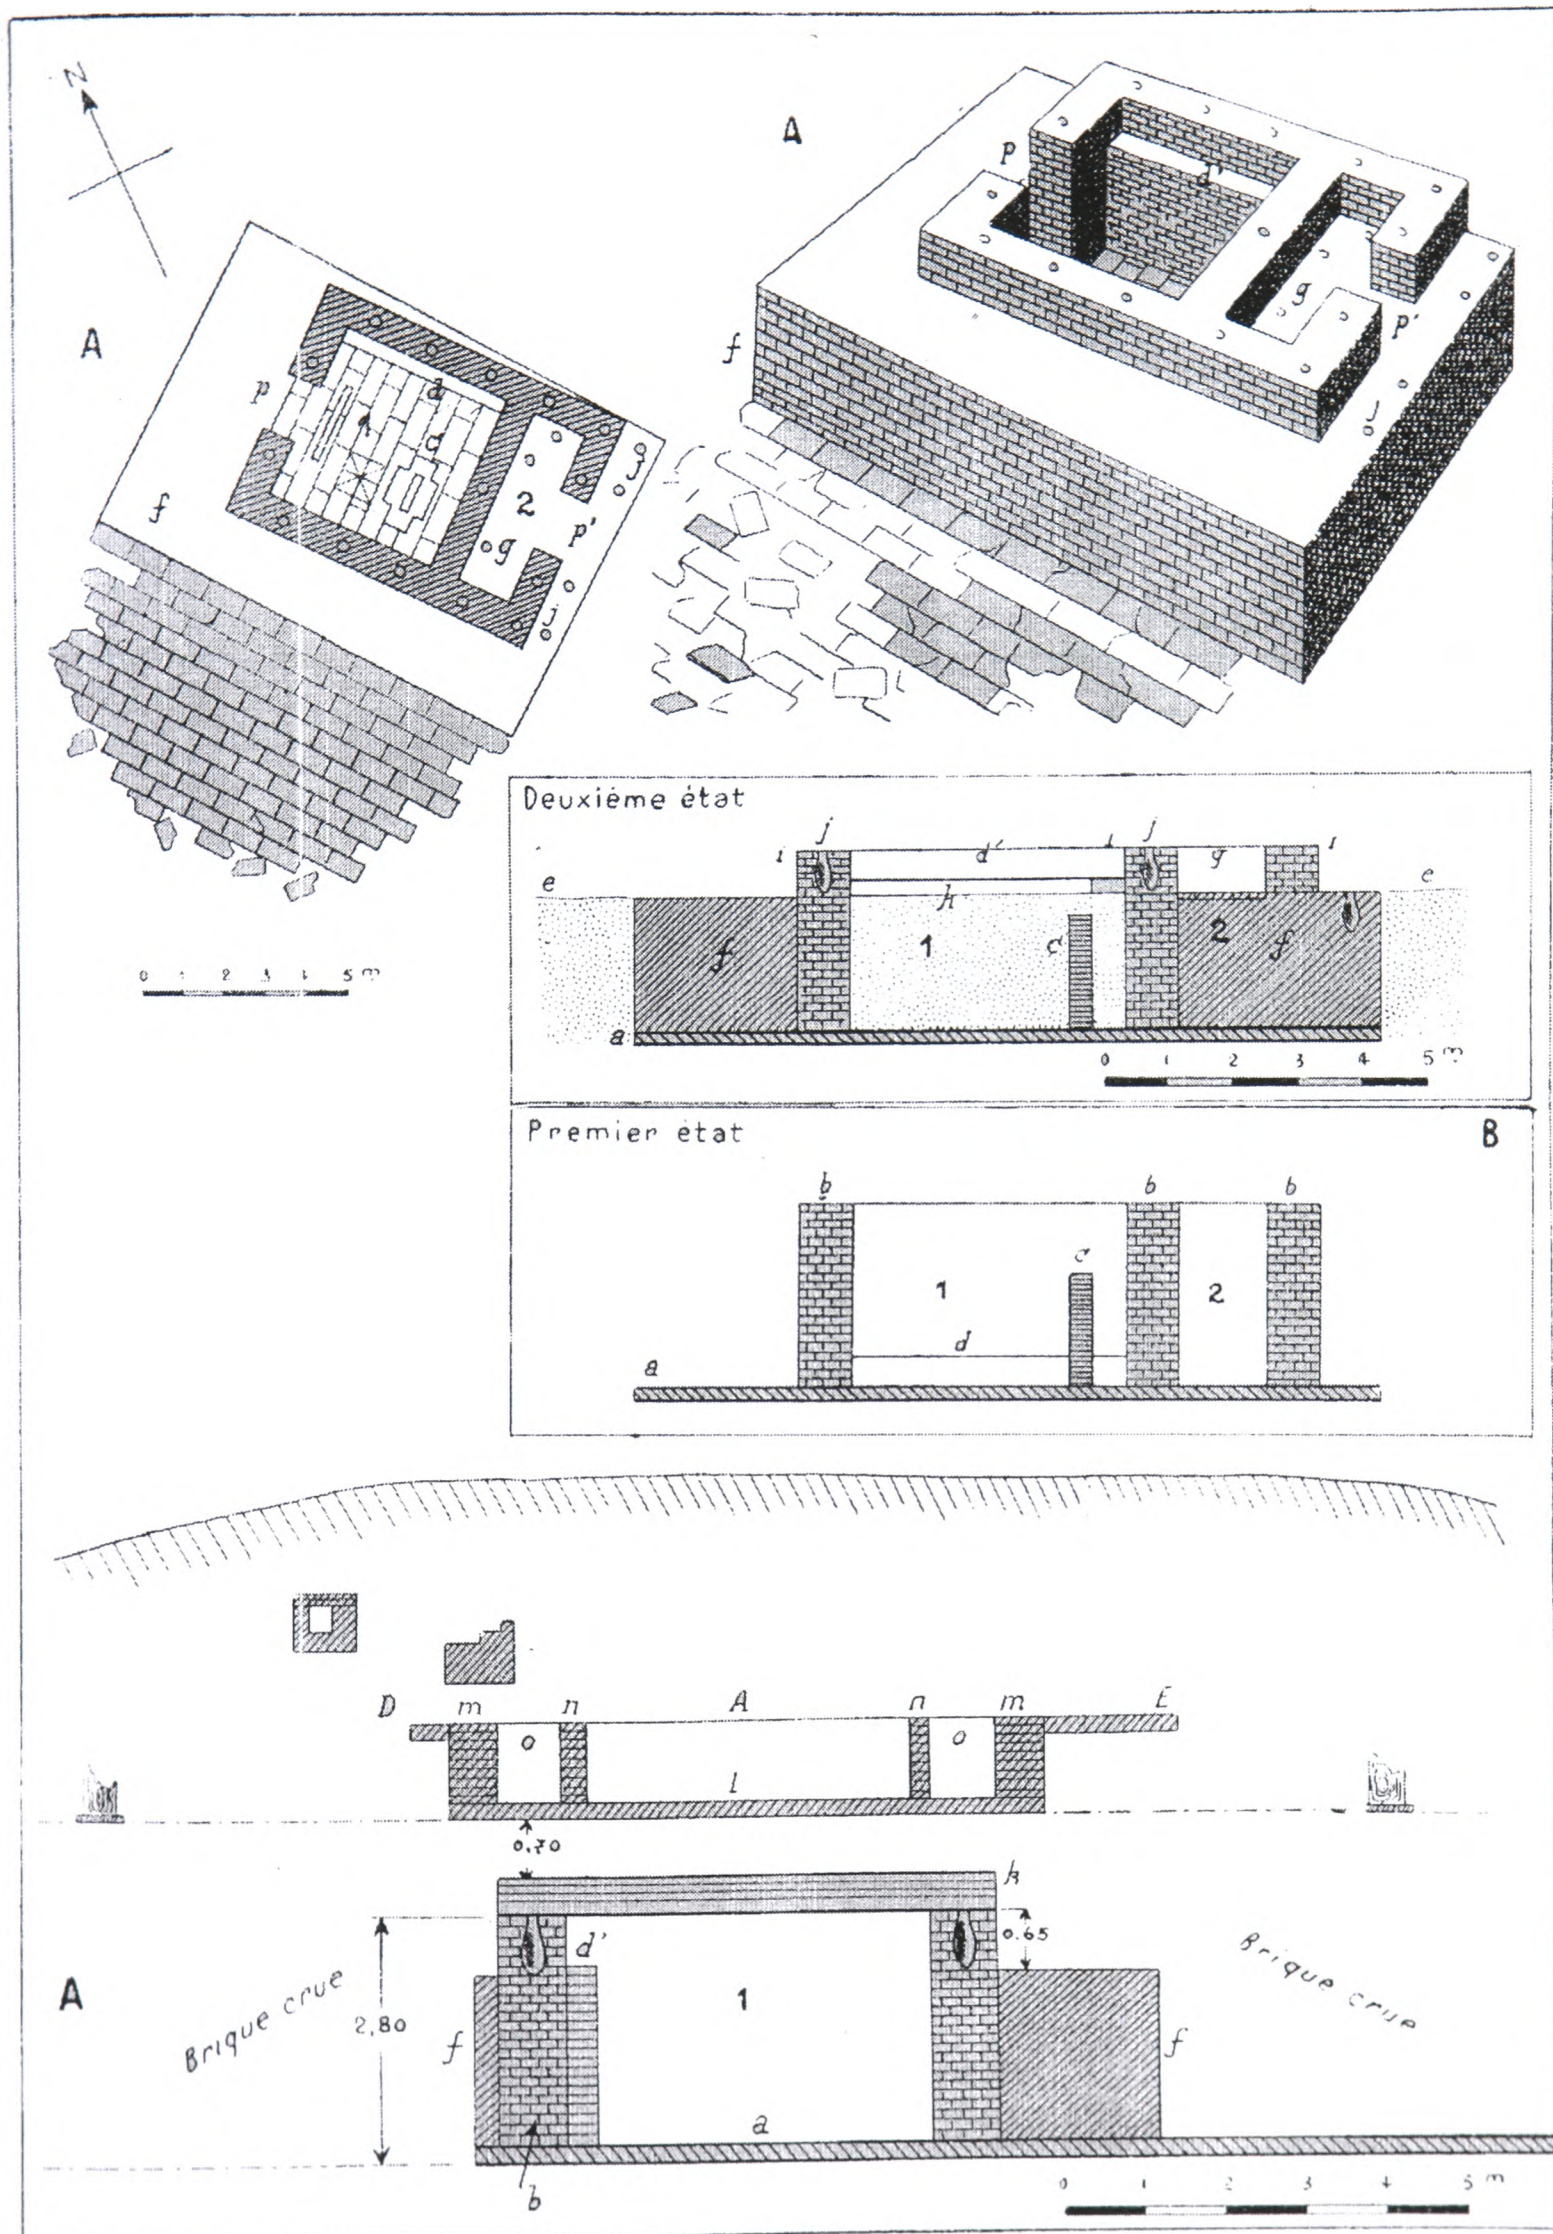 N
A
p
d
c
2
p'
g
f
j
j
0 1 2 3 4 5 m
A
p
d'
g
p'
f
j
Deuxième état
j j
i d' i g i
e h e
f 1 c 2 f
a
0 1 2 3 4 5 m
Premier état B
b b b
1 c 2
d
a
D m n A n m E
o o
l
0,70
k
d' 0.65
A Brique crue 2,80 f 1 f Brique crue
a
b
0 1 2 3 4 5 m